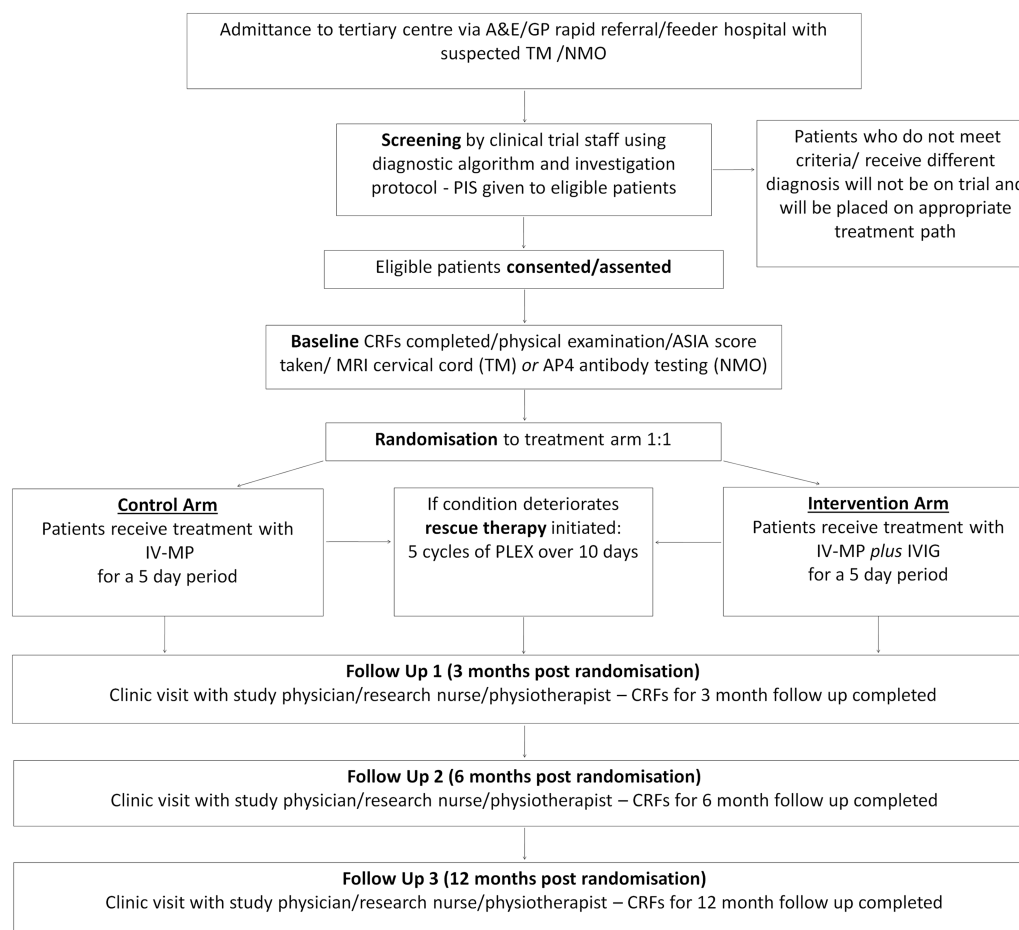 Admittance to tertiary centre via A&E/GP rapid referral/feeder hospital with
suspected TM /NMO
Screening by clinical trial staff using
diagnostic algorithm and investigation
protocol - PIS given to eligible patients
Patients who do not meet
criteria/ receive different
diagnosis will not be on trial and
will be placed on appropriate
treatment path
Eligible patients consented/assented
Baseline CRFs completed/physical examination/ASIA score
taken/ MRI cervical cord (TM) or AP4 antibody testing (NMO)
Randomisation to treatment arm 1:1
Control Arm
Patients receive treatment with
IV-MP
for a 5 day period
If condition deteriorates
rescue therapy initiated:
5 cycles of PLEX over 10 days
Intervention Arm
Patients receive treatment with
IV-MP plus IVIG
for a 5 day period
Follow Up 1 (3 months post randomisation)
Clinic visit with study physician/research nurse/physiotherapist – CRFs for 3 month follow up completed
Follow Up 2 (6 months post randomisation)
Clinic visit with study physician/research nurse/physiotherapist – CRFs for 6 month follow up completed
Follow Up 3 (12 months post randomisation)
Clinic visit with study physician/research nurse/physiotherapist – CRFs for 12 month follow up completed